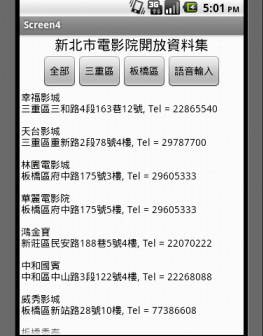 3G
5:01 PM
Screen4
新北市電影院開放資料集
全部 三重區 板橋區 語音輸入
幸福影城
三重區三和路4段163巷12號, Tel = 22865540
天台影城
三重區重新路2段78號4樓, Tel = 29787700
林園電影城
板橋區府中路175號3樓, Tel = 29605333
華麗電影院
板橋區府中路175號5樓, Tel = 29605333
鴻金寶
新莊區民安路188巷5號4樓, Tel = 22070222
中和國賓
中和區中山路3段122號4樓, Tel = 22268088
威秀影城
板橋區新站路28號10樓, Tel = 77386608